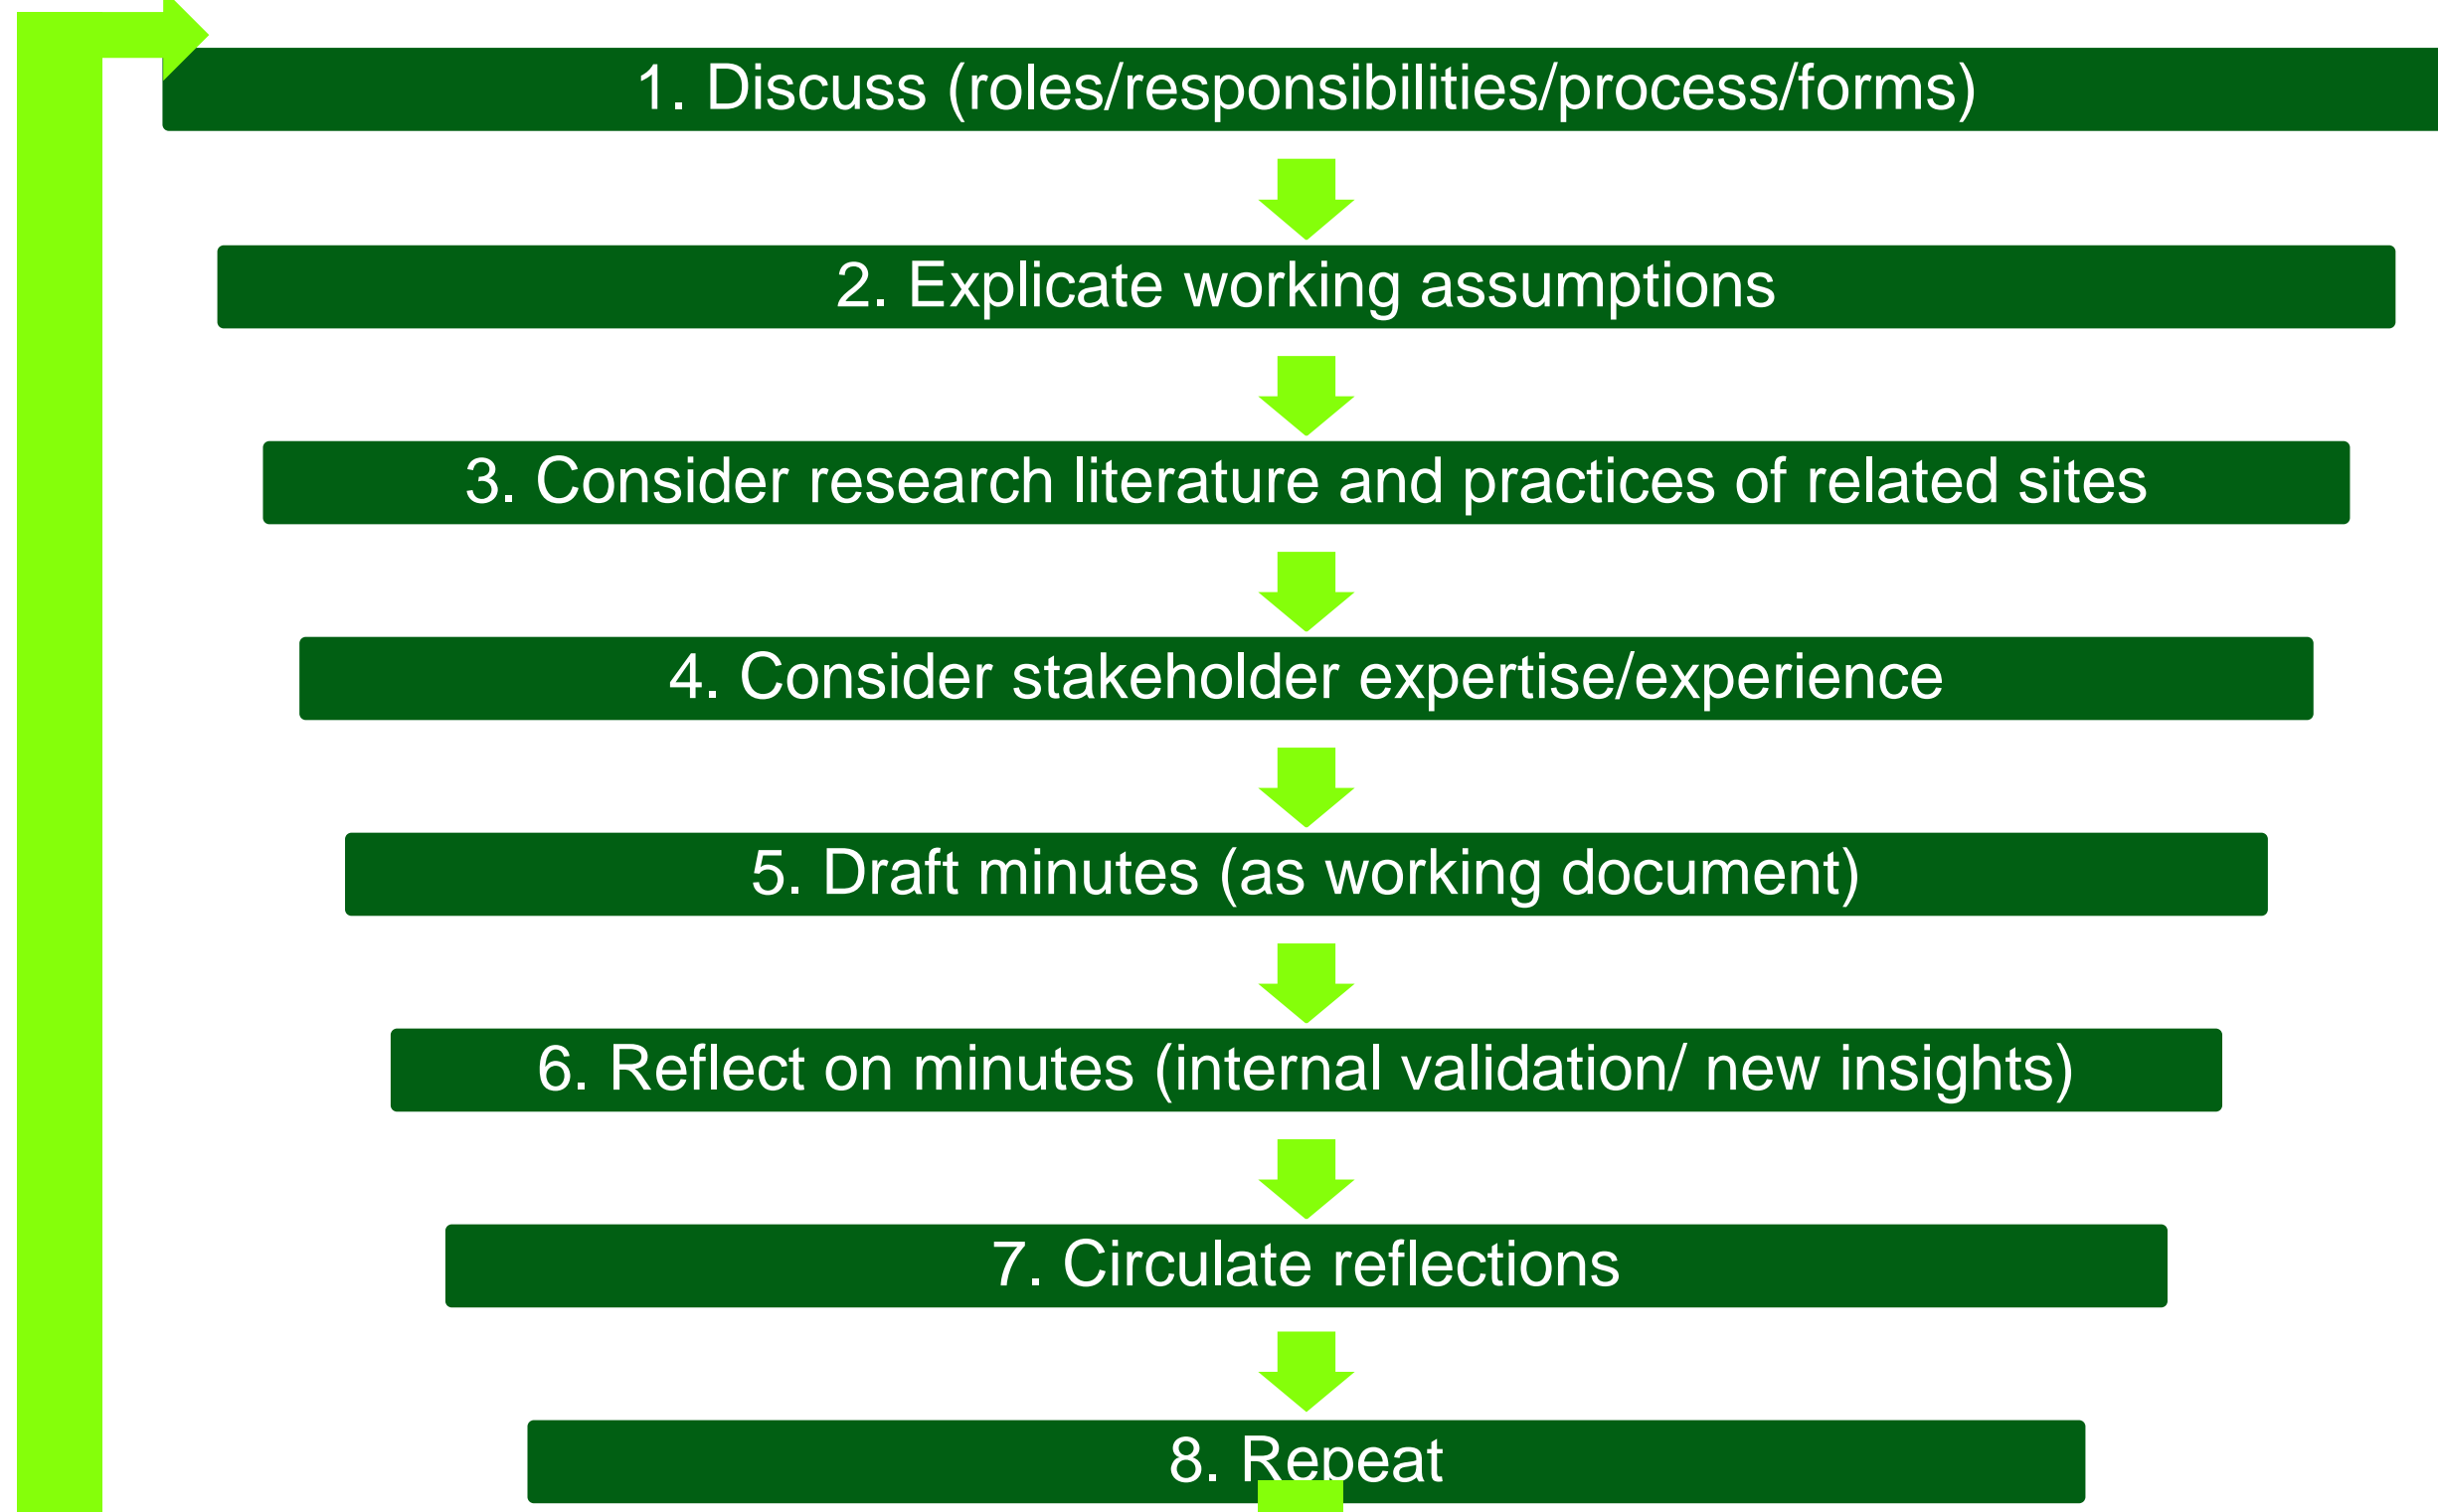 1. Discuss (roles/responsibilities/processes/forms)
2. Explicate working assumptions
3. Consider research literature and practices of related sites
4. Consider stakeholder expertise/experience
5. Draft minutes (as working document)
6. Reflect on minutes (internal validation/ new insights)
7. Circulate reflections
8. Repeat